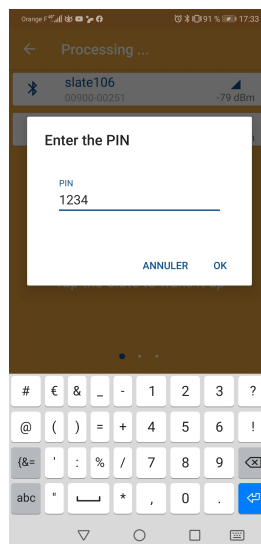 Orange F 91 % 17:33
Processing ...
slate106
00900-00251 -79 dBm
Enter the PIN
PIN
1234
ANNULER OK
# € & _ - 1 2 3 ?
@ ( ) = + 4 5 6 !
{&= ' : % / 7 8 9
abc " * , 0 .